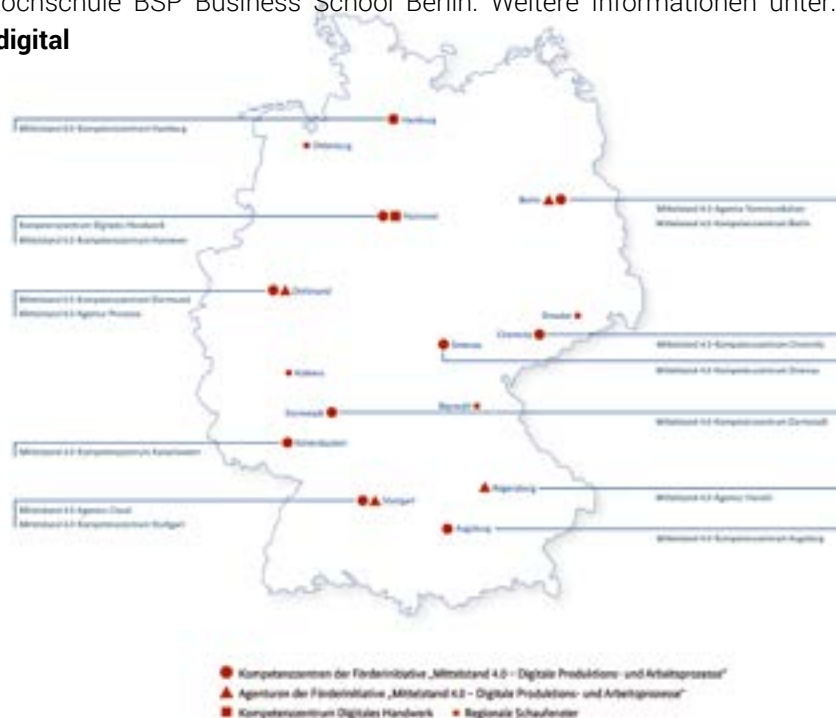 ochschule BSP Business School Berlin. Weitere Informationen unter:
digital
Hamburg
Mittelstand 4.0-Kompetenzzentrum Hamburg
Oldenburg
Berlin
Mittelstand 4.0-Agentur Kommunikation
Mittelstand 4.0-Kompetenzzentrum Berlin
Hannover
Kompetenzzentrum Digitales Handwerk
Mittelstand 4.0-Kompetenzzentrum Hannover
Dortmund
Mittelstand 4.0-Kompetenzzentrum Dortmund
Mittelstand 4.0-Agentur Prozesse
Dresden
Chemnitz
Mittelstand 4.0-Kompetenzzentrum Chemnitz
Ilmenau
Mittelstand 4.0-Kompetenzzentrum Ilmenau
Koblenz
Bayreuth
Darmstadt
Mittelstand 4.0-Kompetenzzentrum Darmstadt
Kaiserslautern
Mittelstand 4.0-Kompetenzzentrum Kaiserslautern
Regensburg
Mittelstand 4.0-Agentur Handel
Stuttgart
Mittelstand 4.0-Agentur Cloud
Mittelstand 4.0-Kompetenzzentrum Stuttgart
Augsburg
Mittelstand 4.0-Kompetenzzentrum Augsburg
Kompetenzzentren der Förderinitiative „Mittelstand 4.0 – Digitale Produktions- und Arbeitsprozesse“
Agenturen der Förderinitiative „Mittelstand 4.0 – Digitale Produktions- und Arbeitsprozesse“
Kompetenzzentrum Digitales Handwerk
Regionale Schaufenster